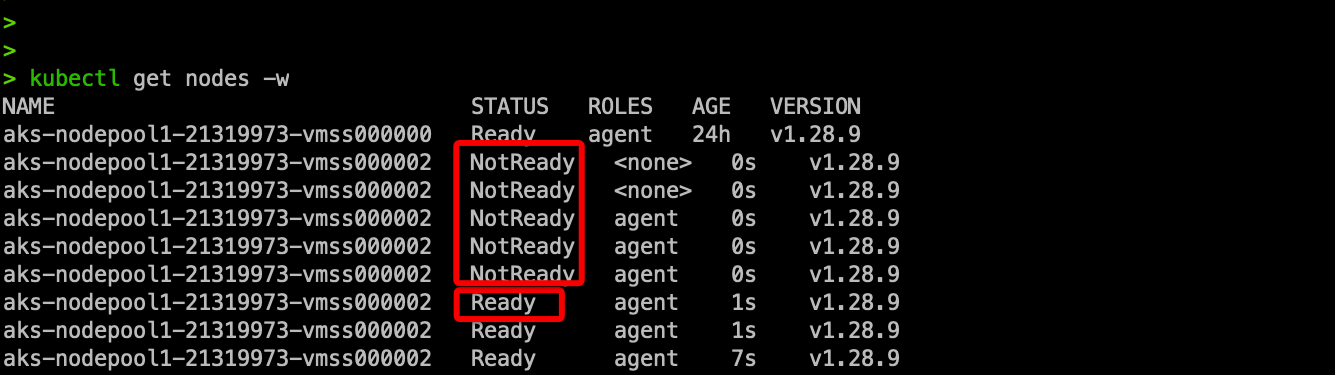 >
>
> kubectl get nodes -w
NAME STATUS ROLES AGE VERSION
aks-nodepool1-21319973-vmss000000 Ready agent 24h v1.28.9
aks-nodepool1-21319973-vmss000002 NotReady <none> 0s v1.28.9
aks-nodepool1-21319973-vmss000002 NotReady <none> 0s v1.28.9
aks-nodepool1-21319973-vmss000002 NotReady agent 0s v1.28.9
aks-nodepool1-21319973-vmss000002 NotReady agent 0s v1.28.9
aks-nodepool1-21319973-vmss000002 NotReady agent 0s v1.28.9
aks-nodepool1-21319973-vmss000002 Ready agent 1s v1.28.9
aks-nodepool1-21319973-vmss000002 Ready agent 1s v1.28.9
aks-nodepool1-21319973-vmss000002 Ready agent 7s v1.28.9